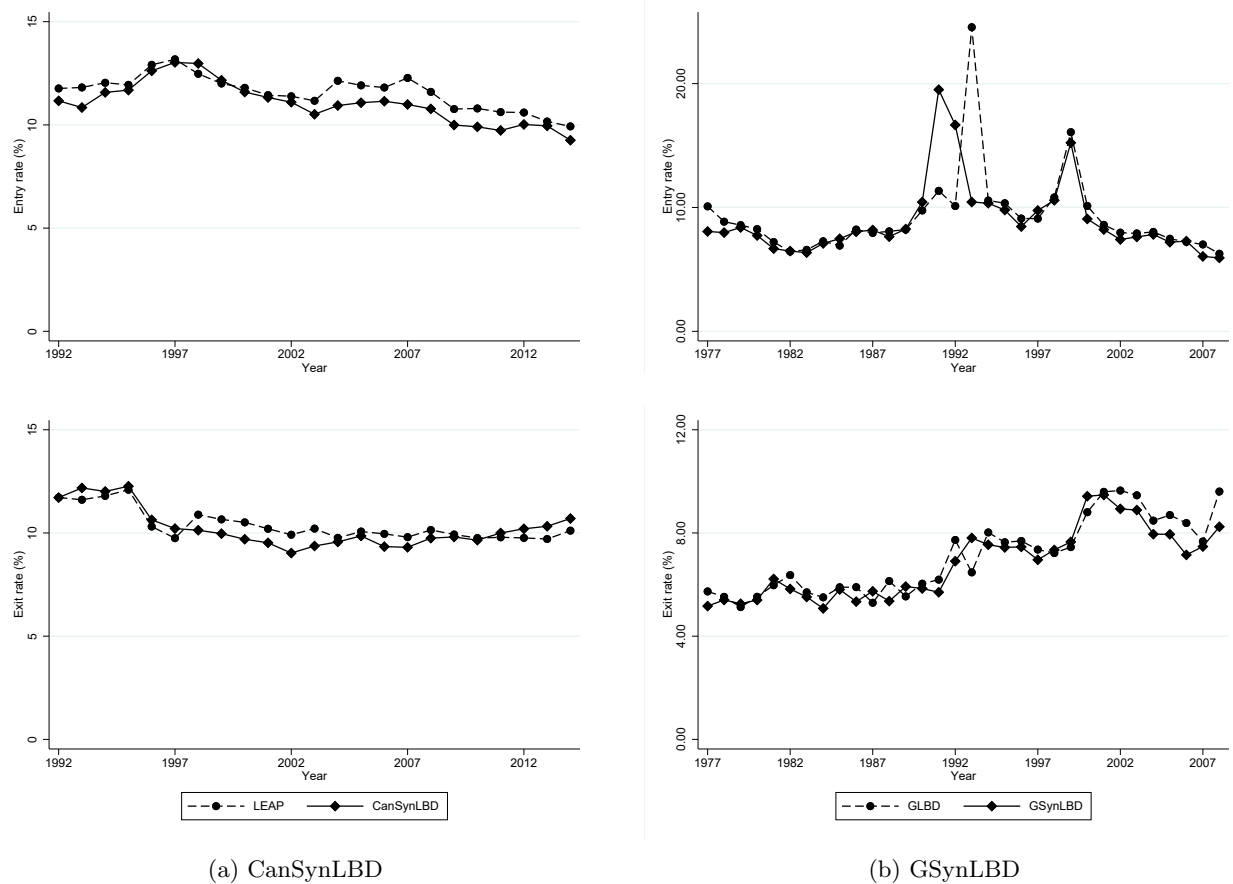 15
10
5
0
Entry rate (%)
1992 1997 2002 2007 2012
Year
20.00
10.00
0.00
Entry rate (%)
1977 1982 1987 1992 1997 2002 2007
Year
15
10
5
0
Exit rate (%)
1992 1997 2002 2007 2012
Year
LEAP CanSynLBD
12.00
8.00
4.00
0.00
Exit rate (%)
1977 1982 1987 1992 1997 2002 2007
Year
GLBD GSynLBD
(a) CanSynLBD
(b) GSynLBD